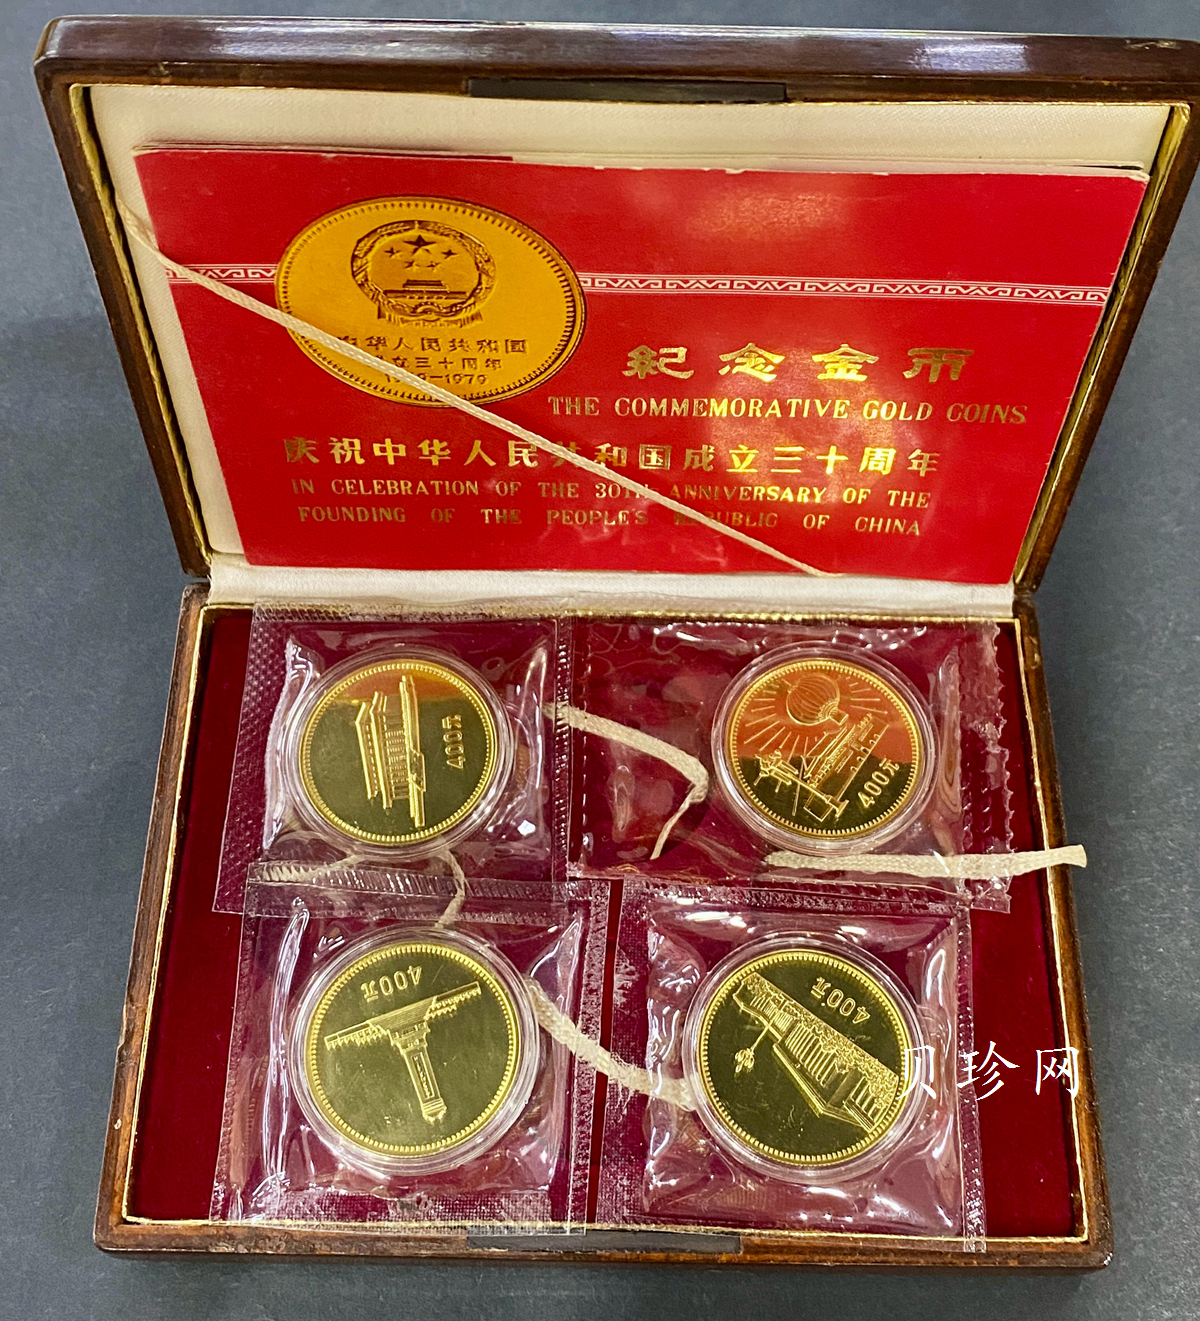 中华人民共和国
成立三十周年
1949-1979
紀念金币
THE COMMEMORATIVE GOLD COINS
庆祝中华人民共和国成立三十周年
IN CELEBRATION OF THE 30TH ANNIVERSARY OF THE
FOUNDING OF THE PEOPLE'S REPUBLIC OF CHINA
400元
400元
400元
400元
贝珍网